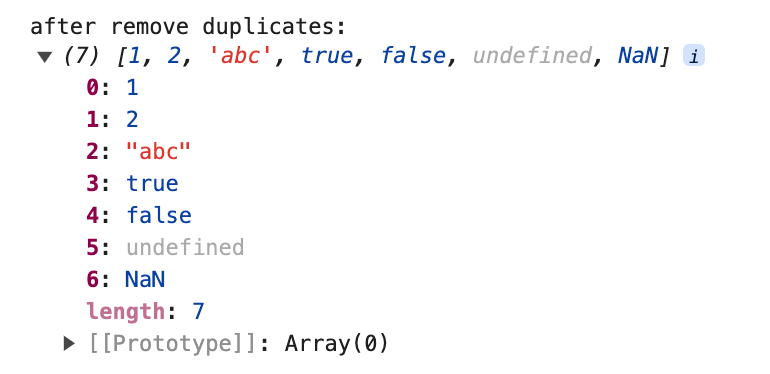 after remove duplicates:
(7) [1, 2, 'abc', true, false, undefined, NaN] i
0: 1
1: 2
2: "abc"
3: true
4: false
5: undefined
6: NaN
length: 7
[[Prototype]]: Array(0)